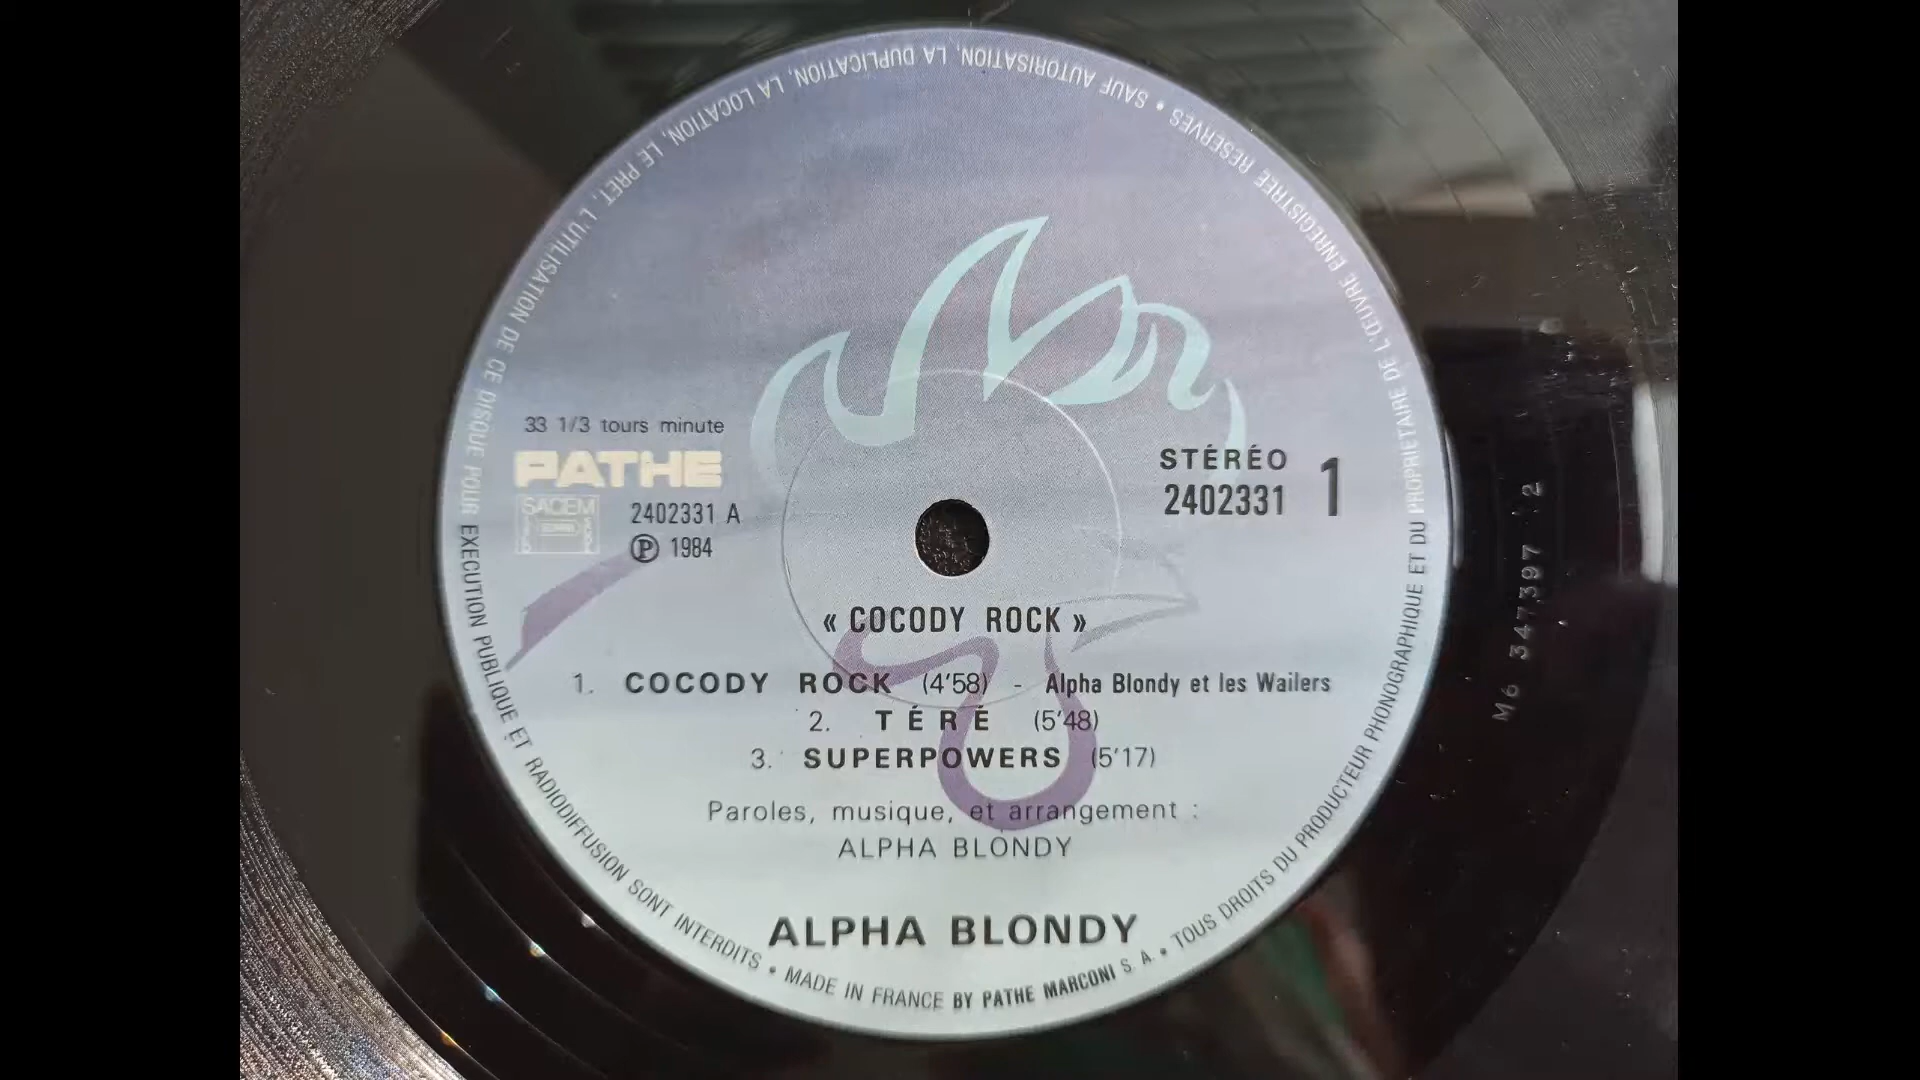 33 1/3 tours minute
PATHE
SACEM
2402331 A
Ⓟ 1984
STÉRÉO
2402331
1
« COCODY ROCK »
1. COCODY ROCK (4'58) - Alpha Blondy et les Wailers
2. TÉRÉ (5'48)
3. SUPERPOWERS (5'17)
Paroles, musique, et arrangement :
ALPHA BLONDY
ALPHA BLONDY
MADE IN FRANCE BY PATHE MARCONI S. A. • TOUS DROITS DU PRODUCTEUR PHONOGRAPHIQUE ET DU PROPRIETAIRE DE L'ŒUVRE ENREGISTREE RESERVES • SAUF AUTORISATION, LA DUPLICATION, LA LOCATION, LE PRET, L'UTILISATION DE CE DISQUE POUR EXECUTION PUBLIQUE ET RADIODIFFUSION SONT INTERDITS •
M6 347397 2